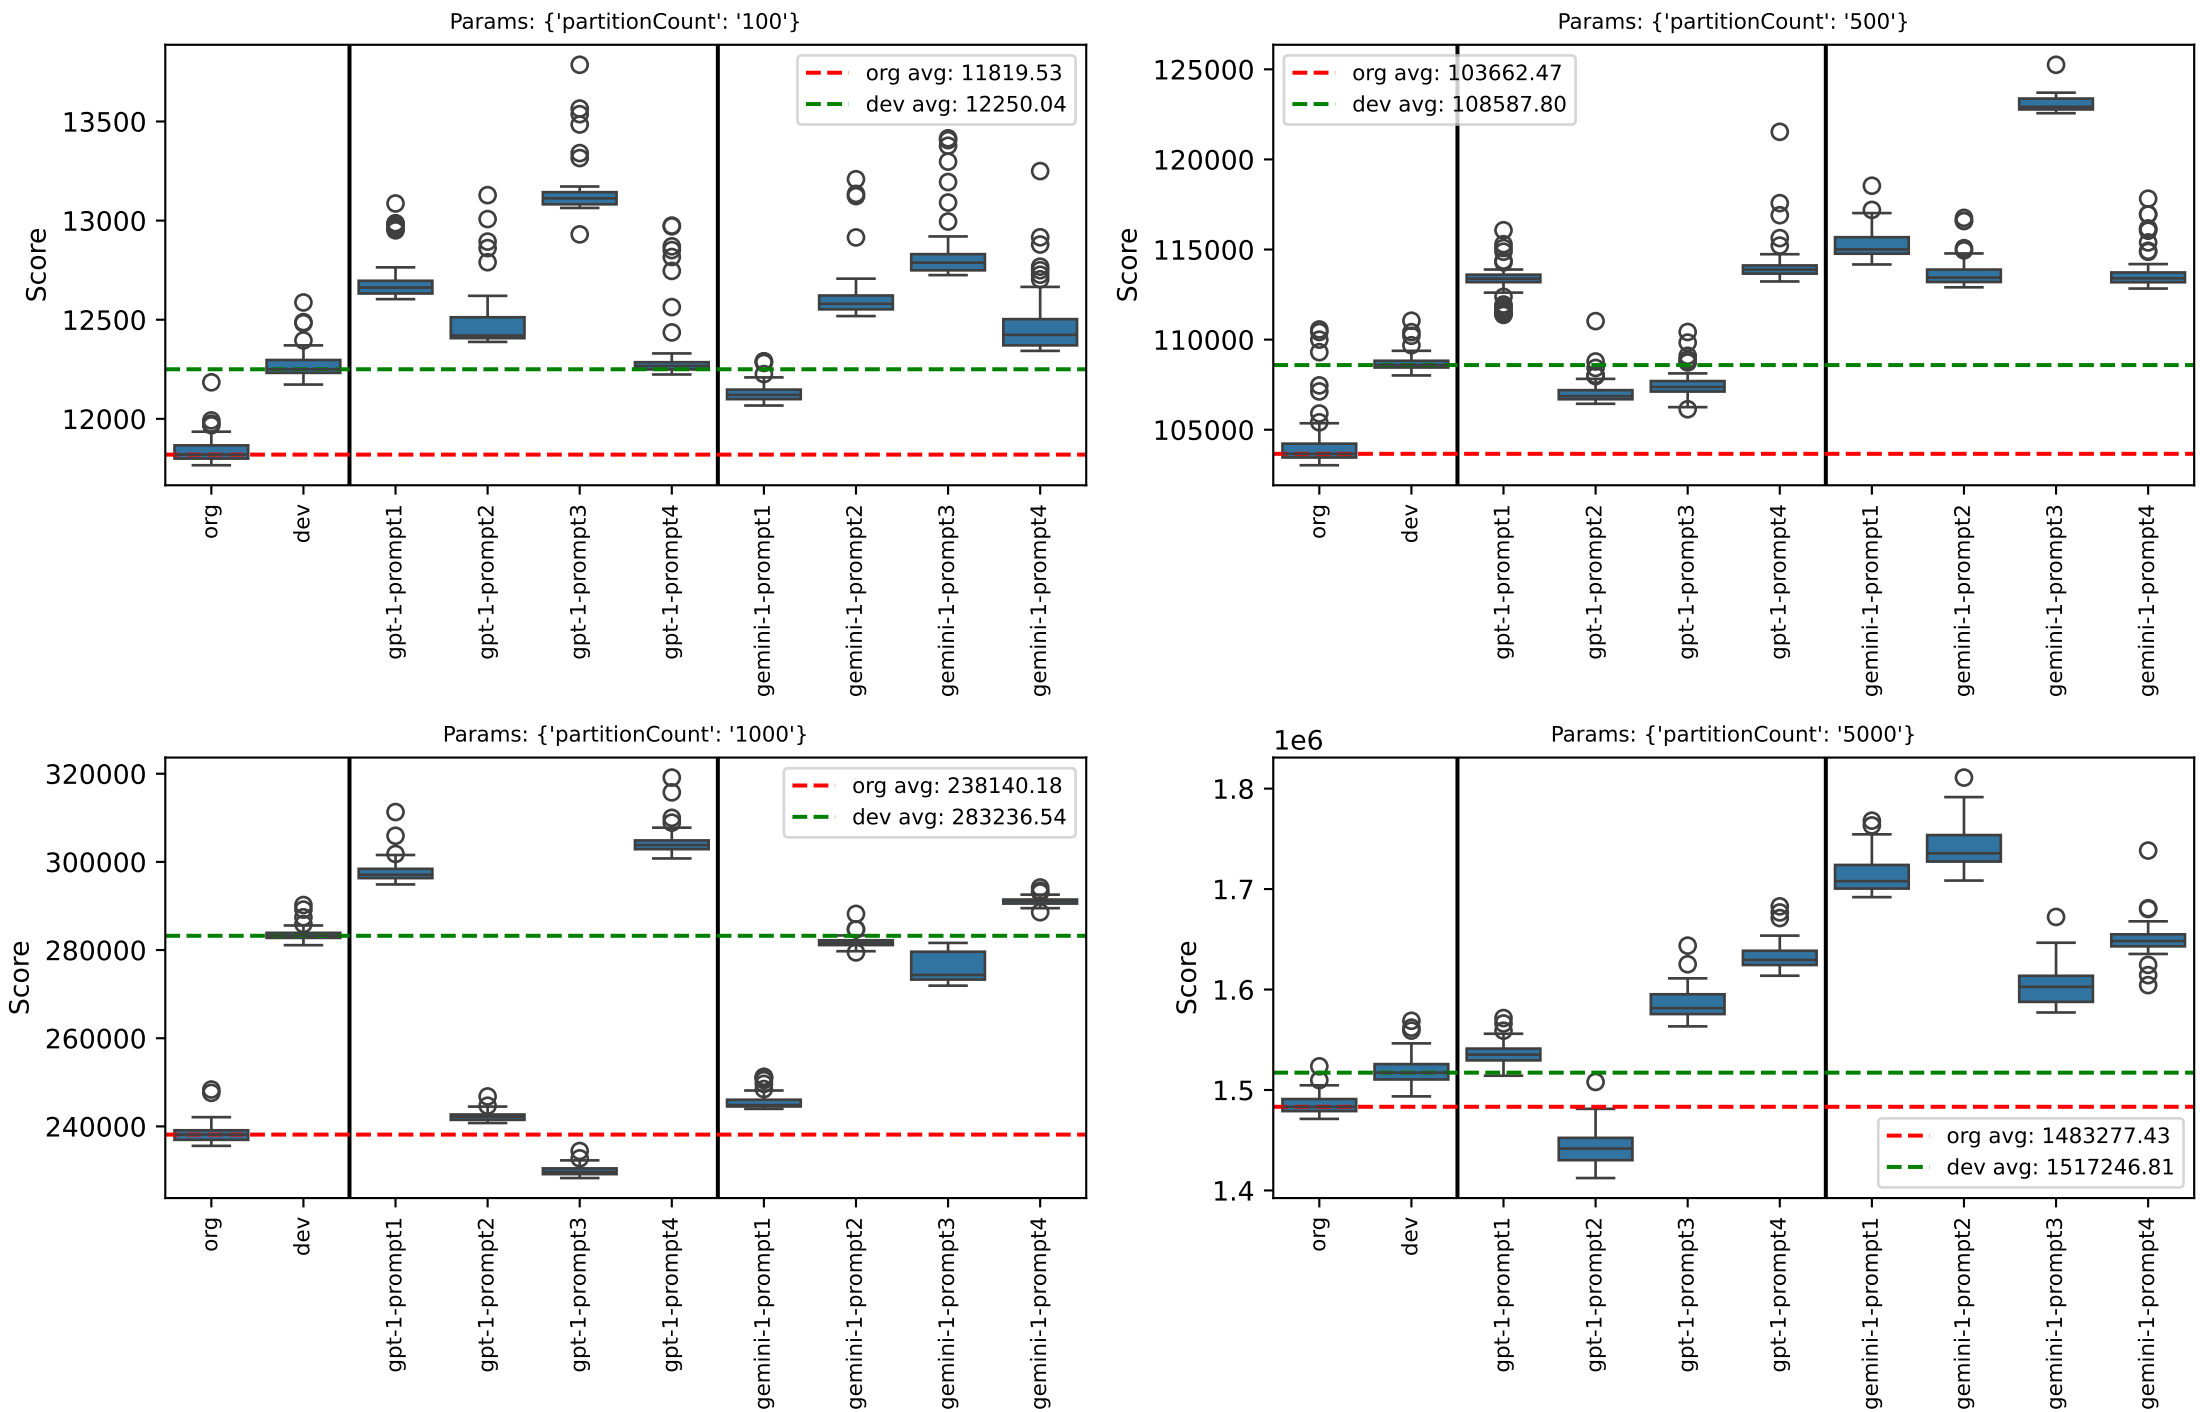 Params: {'partitionCount': '100'}
Score
13500
13000
12500
12000
org avg: 11819.53
dev avg: 12250.04
org
dev
gpt-1-prompt1
gpt-1-prompt2
gpt-1-prompt3
gpt-1-prompt4
gemini-1-prompt1
gemini-1-prompt2
gemini-1-prompt3
gemini-1-prompt4
Params: {'partitionCount': '500'}
Score
125000
120000
115000
110000
105000
org avg: 103662.47
dev avg: 108587.80
org
dev
gpt-1-prompt1
gpt-1-prompt2
gpt-1-prompt3
gpt-1-prompt4
gemini-1-prompt1
gemini-1-prompt2
gemini-1-prompt3
gemini-1-prompt4
Params: {'partitionCount': '1000'}
Score
320000
300000
280000
260000
240000
org avg: 238140.18
dev avg: 283236.54
org
dev
gpt-1-prompt1
gpt-1-prompt2
gpt-1-prompt3
gpt-1-prompt4
gemini-1-prompt1
gemini-1-prompt2
gemini-1-prompt3
gemini-1-prompt4
Params: {'partitionCount': '5000'}
1e6
Score
1.8
1.7
1.6
1.5
1.4
org avg: 1483277.43
dev avg: 1517246.81
org
dev
gpt-1-prompt1
gpt-1-prompt2
gpt-1-prompt3
gpt-1-prompt4
gemini-1-prompt1
gemini-1-prompt2
gemini-1-prompt3
gemini-1-prompt4